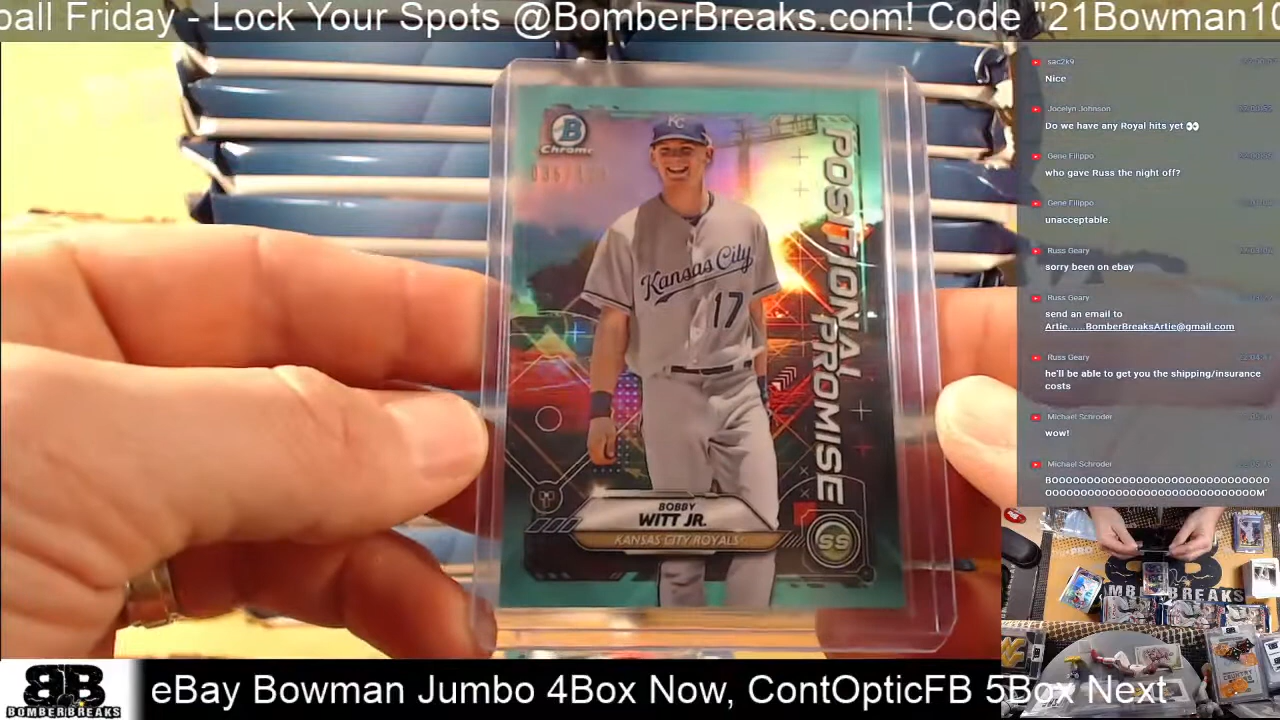 ball Friday - Lock Your Spots @BomberBreaks.com! Code "21Bowman10
B
Chrome
KC
POSITIONAL
PROMISE
Kansas City
17
BOBBY
WITT JR.
KANSAS CITY ROYALS
SS
sac2k9
Nice
Jocelyn Johnson
Do we have any Royal hits yet 👀
Gene Filippo
who gave Russ the night off?
Gene Filippo
unacceptable.
Russ Geary
sorry been on ebay
Russ Geary
send an email to
Artie......BomberBreaksArtie@gmail.com
Russ Geary
he'll be able to get you the shipping/insurance
costs
Michael Schroder
wow!
Michael Schroder
BOOOOOOOOOOOOOOOOOOOOOOOOOOOOOO
OOOOOOOOOOOOOOOOOOOOOOOOOOOOOM
BREAKS
BB
BOMBERBREAKS
eBay Bowman Jumbo 4Box Now, ContOpticFB 5Box Next